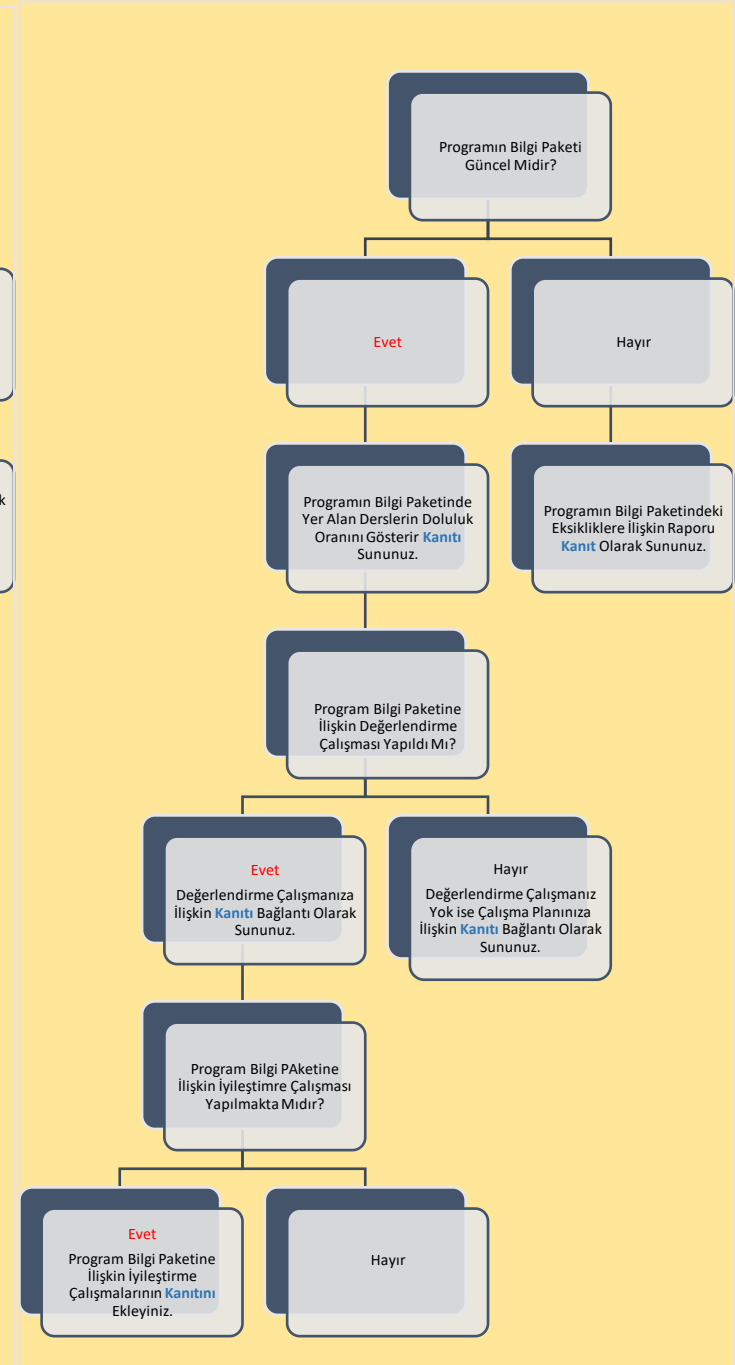 Programın Bilgi Paketi
Güncel Midir?
Evet
Hayır
Programın Bilgi Paketinde
Yer Alan Derslerin Doluluk
Oranını Gösterir Kanıtı
Sununuz.
Programın Bilgi Paketindeki
Eksikliklere İlişkin Raporu
Kanıt Olarak Sununuz.
k
Program Bilgi Paketine
İlişkin Değerlendirme
Çalışması Yapıldı Mı?
Evet
Değerlendirme Çalışmanıza
İlişkin Kanıtı Bağlantı Olarak
Sununuz.
Hayır
Değerlendirme Çalışmanız
Yok ise Çalışma Planınıza
İlişkin Kanıtı Bağlantı Olarak
Sununuz.
Program Bilgi PAketine
İlişkin İyileştimre Çalışması
Yapılmakta Mıdır?
Evet
Program Bilgi Paketine
İlişkin İyileştirme
Çalışmalarının Kanıtını
Ekleyiniz.
Hayır